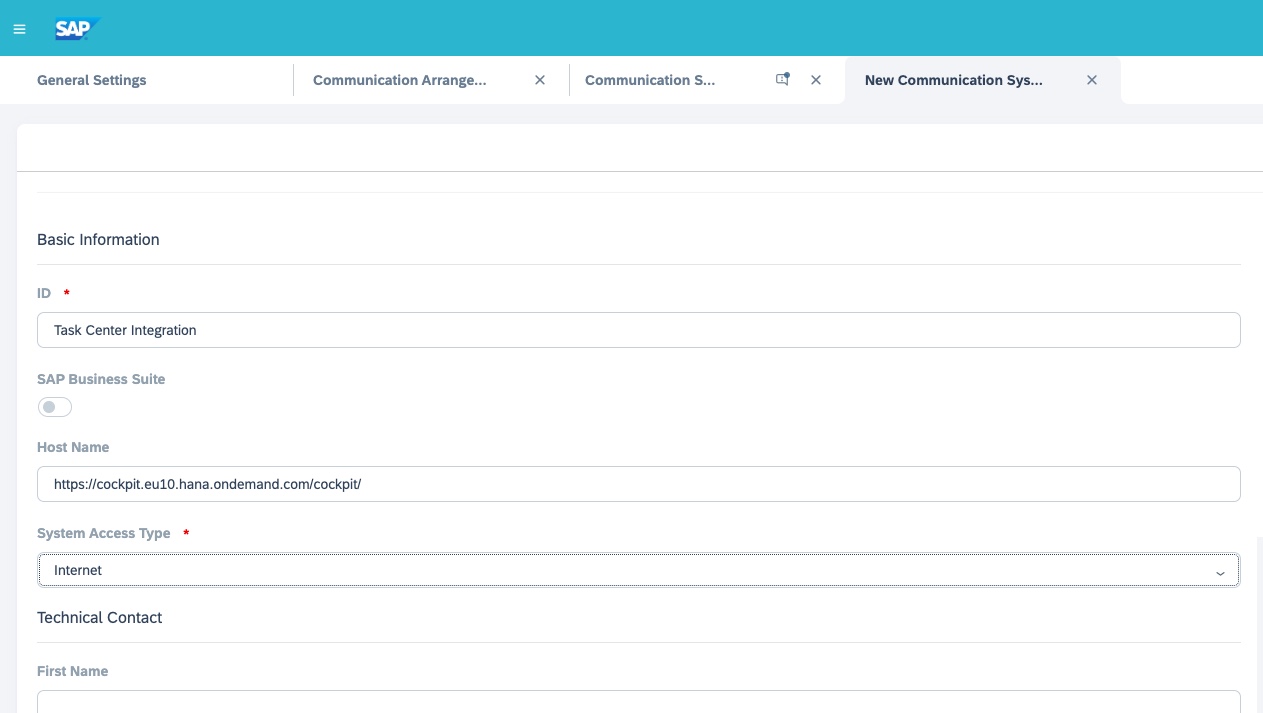 SAP
General Settings
Communication Arrange...
Communication S...
New Communication Sys...
Basic Information
ID *
Task Center Integration
SAP Business Suite
Host Name
https://cockpit.eu10.hana.ondemand.com/cockpit/
System Access Type *
Internet
Technical Contact
First Name